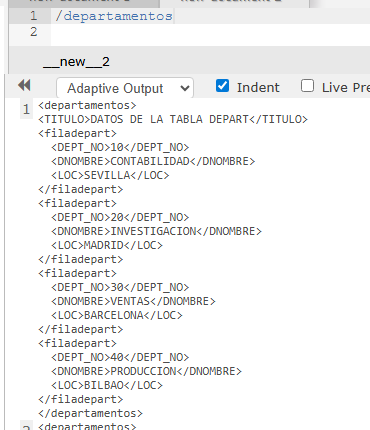 1 /departamentos
2
__new__2
Adaptive Output Indent Live Pre
1 <departamentos>
<TITULO>DATOS DE LA TABLA DEPART</TITULO>
<filadepart>
<DEPT_NO>10</DEPT_NO>
<DNOMBRE>CONTABILIDAD</DNOMBRE>
<LOC>SEVILLA</LOC>
<filadepart>
<filadepart>
<DEPT_NO>20</DEPT_NO>
<DNOMBRE>INVESTIGACION</DNOMBRE>
<LOC>MADRID</LOC>
<filadepart>
<filadepart>
<DEPT_NO>30</DEPT_NO>
<DNOMBRE>VENTAS</DNOMBRE>
<LOC>BARCELONA</LOC>
<filadepart>
<filadepart>
<DEPT_NO>40</DEPT_NO>
<DNOMBRE>PRODUCCION</DNOMBRE>
<LOC>BILBAO</LOC>
<filadepart>
</departamentos>
<departamentos>